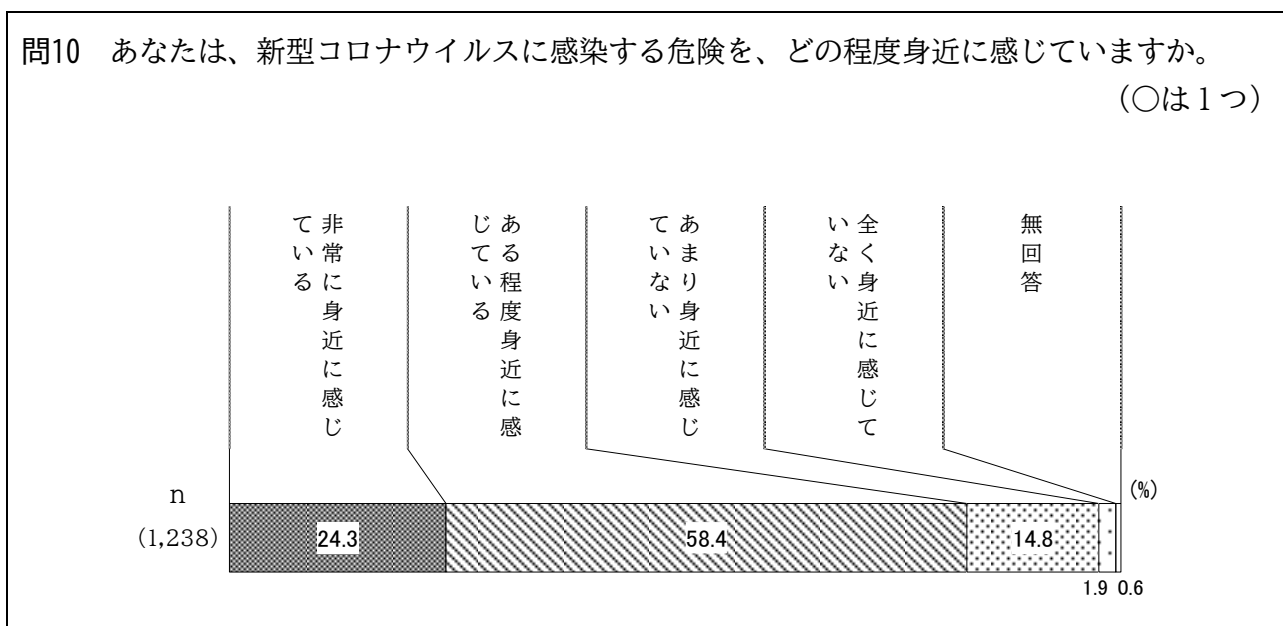 問10　あなたは、新型コロナウイルスに感染する危険を、どの程度身近に感じていますか。
（○は１つ）
非常に身近に感じ
ている
ある程度身近に感
じている
あまり身近に感じ
ていない
全く身近に感じて
いない
無回答
n
(1,238)
(%)
24.3
58.4
14.8
1.9
0.6